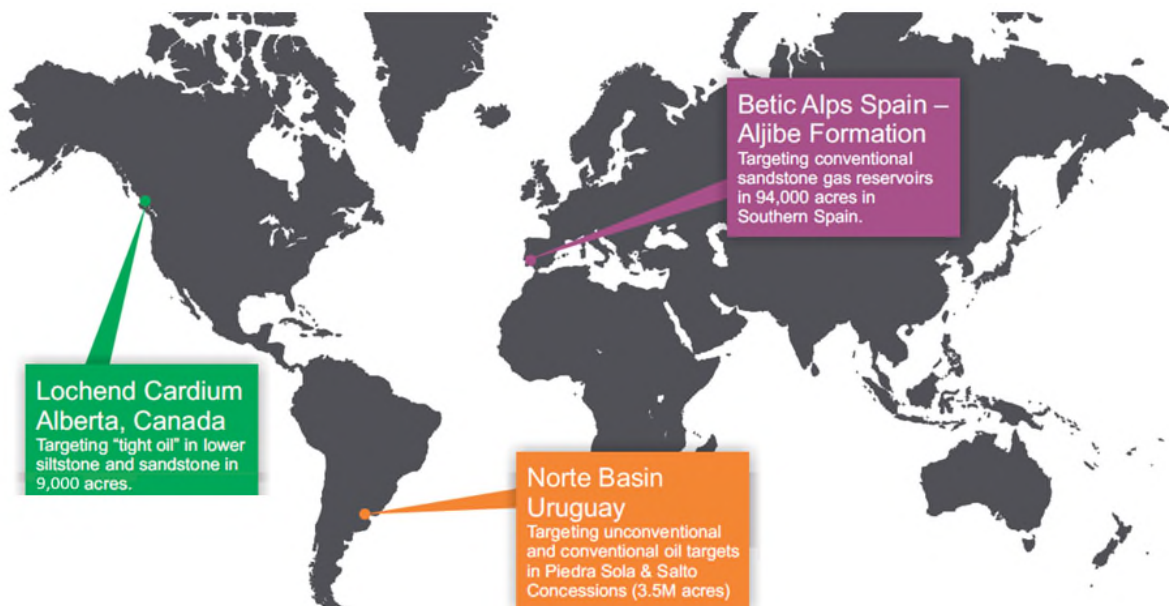 Betic Alps Spain –
Aljibe Formation
Targeting conventional
sandstone gas reservoirs
in 94,000 acres in
Southern Spain.
Lochend Cardium
Alberta, Canada
Targeting “tight oil” in lower
siltstone and sandstone in
9,000 acres.
Norte Basin
Uruguay
Targeting unconventional
and conventional oil targets
in Piedra Sola & Salto
Concessions (3.5M acres)